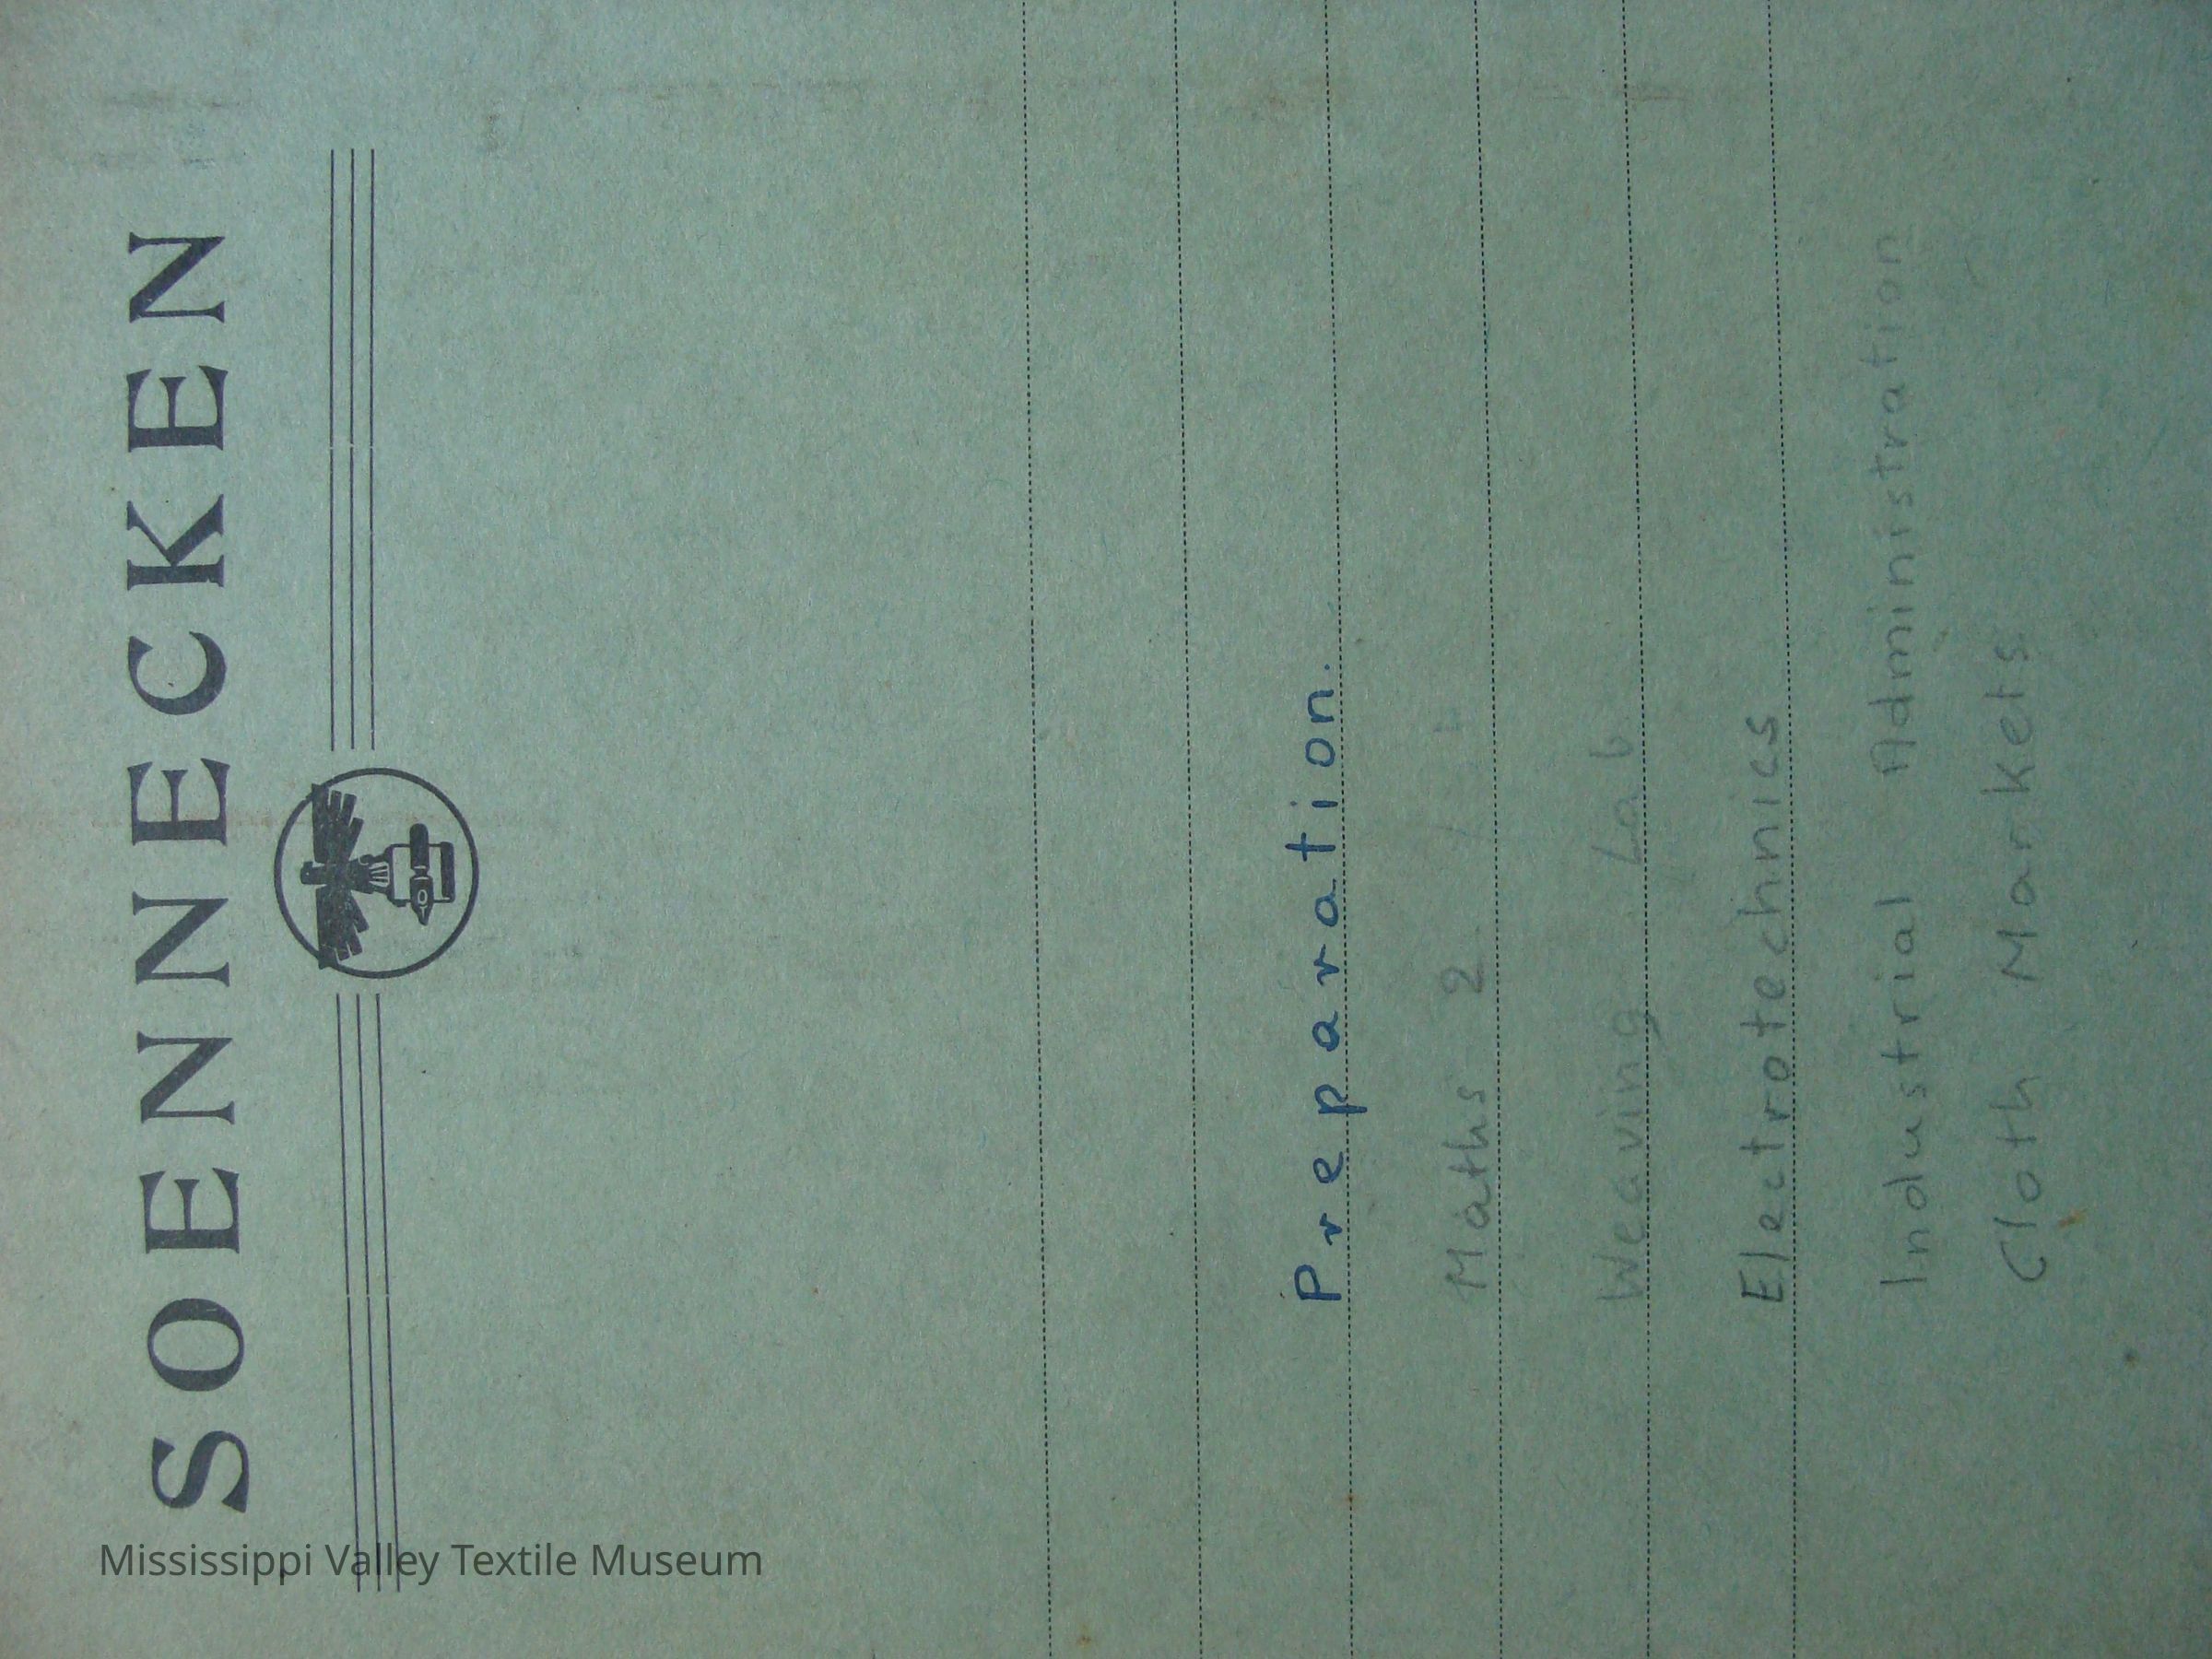 SOENNECKEN
Preparation.
Maths 2
Weaving Lab
Electrotechnics
Industrial Administration
Cloth Markets
Mississippi Valley Textile Museum